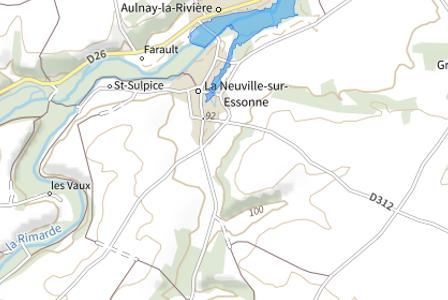 Aulnay-la-Rivière
D26
Farault
Gr
St-Sulpice
La Neuville-sur-
Essonne
92
les Vaux
D312
100
la Rimarde